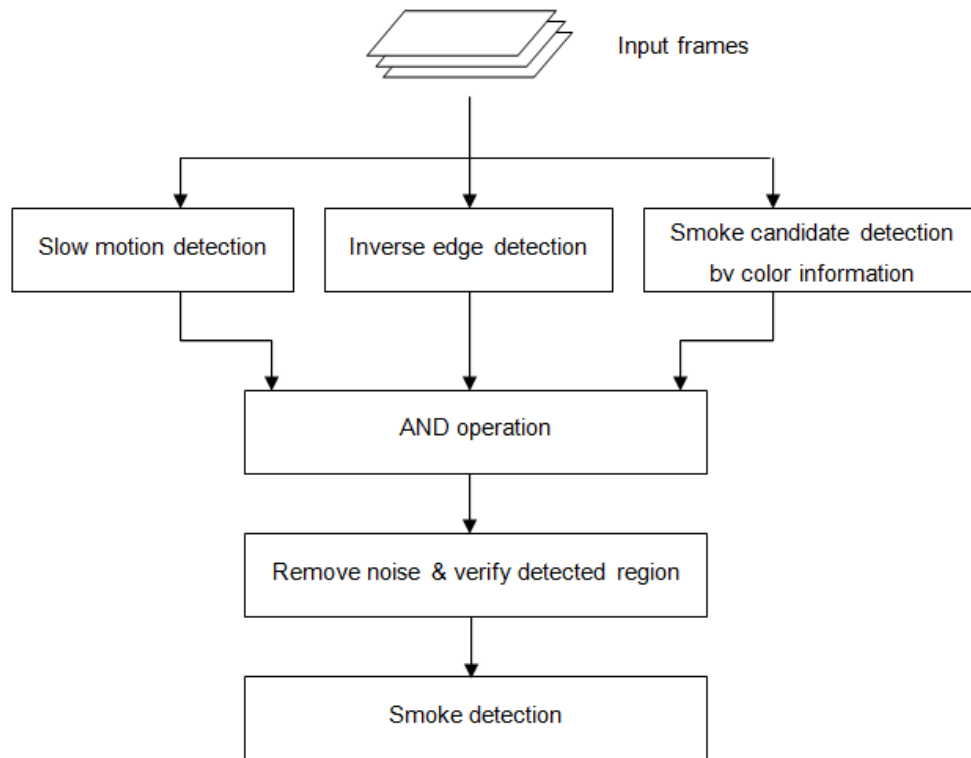 Input frames
Slow motion detection
Inverse edge detection
Smoke candidate detection
bv color information
AND operation
Remove noise & verify detected region
Smoke detection